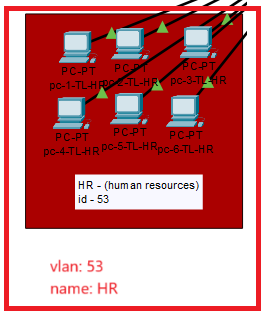 PC-PT PC-PT PC-PT
pc-1-TL-HR pc-2-TL-HR pc-3-TL-HR
PC-PT PC-PT PC-PT
pc-4-TL-HR pc-5-TL-HR pc-6-TL-HR
HR - (human resources)
id - 53
vlan: 53
name: HR